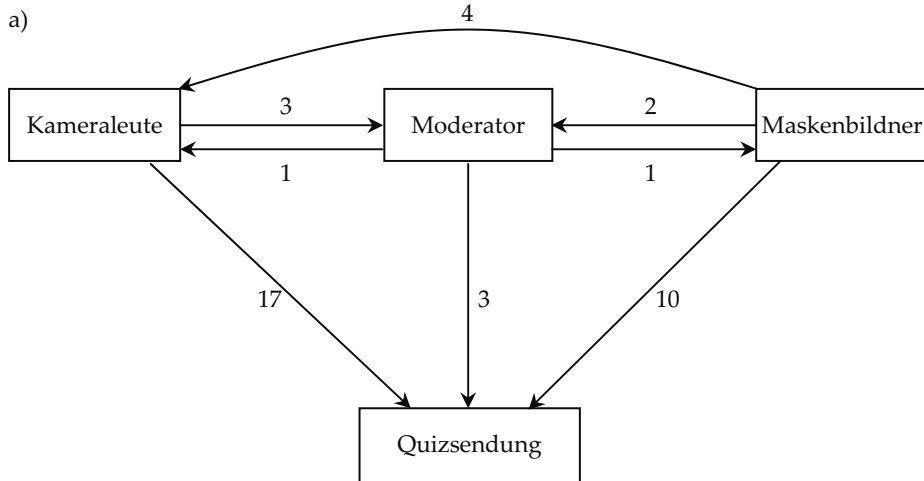 a)
4
Kameraleute
3
Moderator
2
Maskenbildner
1
1
17
3
10
Quizsendung